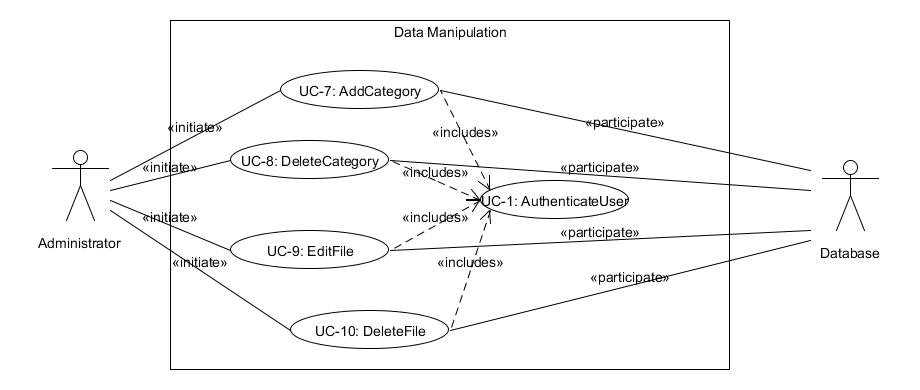 Data Manipulation
UC-7: AddCategory
«initiate»
«includes»
«participate»
UC-8: DeleteCategory
«initiate»
«includes»
«participate»
UC-1: AuthenticateUser
«initiate»
«includes»
«participate»
Administrator
UC-9: EditFile
Database
«initiate»
«includes»
«participate»
UC-10: DeleteFile